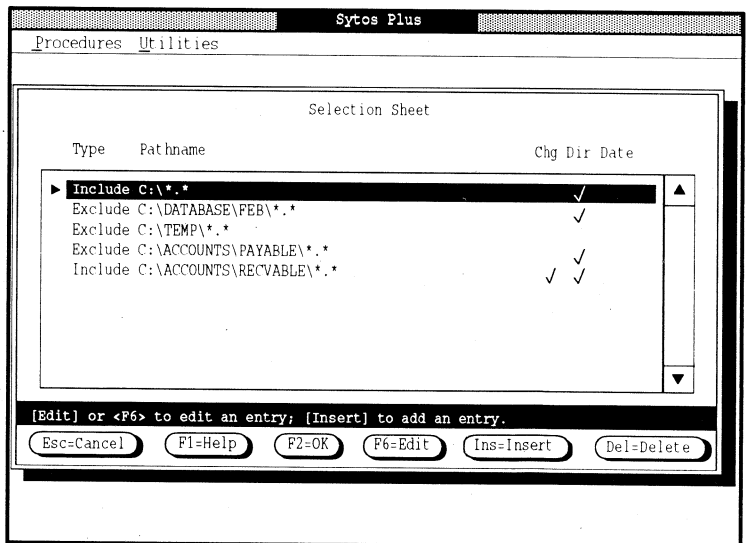 Sytos Plus
Procedures Utilities
Selection Sheet
Type Pathname Chg Dir Date
Include C:\*.* √
Exclude C:\DATABASE\FEB\*.* √
Exclude C:\TEMP\*.*
Exclude C:\ACCOUNTS\PAYABLE\*.* √
Include C:\ACCOUNTS\RECVABLE\*.* √ √
[Edit] or <F6> to edit an entry; [Insert] to add an entry.
Esc=Cancel F1=Help F2=OK F6=Edit Ins=Insert Del=Delete